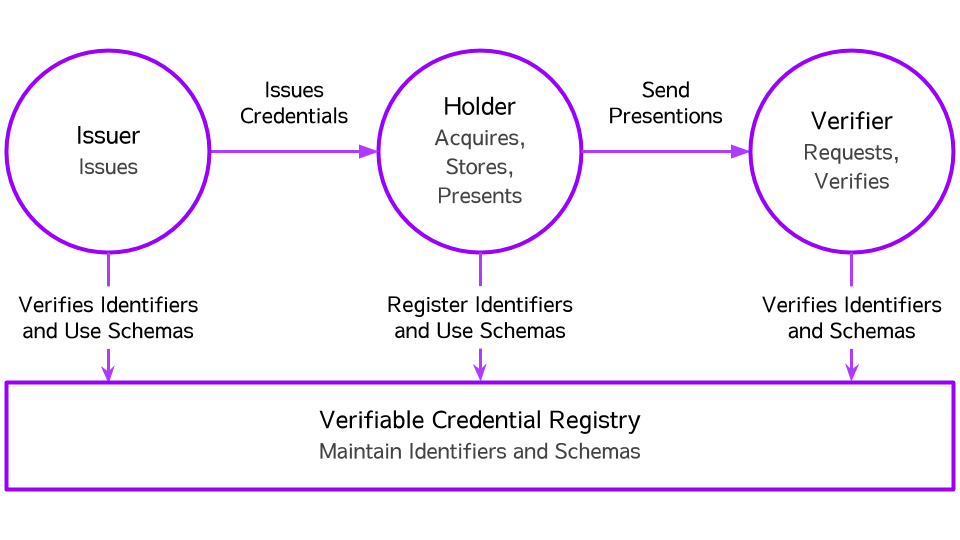 Issuer
Issues
Issues
Credentials
Holder
Acquires,
Stores,
Presents
Send
Presentions
Verifier
Requests,
Verifies
Verifies Identifiers
and Use Schemas
Register Identifiers
and Use Schemas
Verifies Identifiers
and Schemas
Verifiable Credential Registry
Maintain Identifiers and Schemas